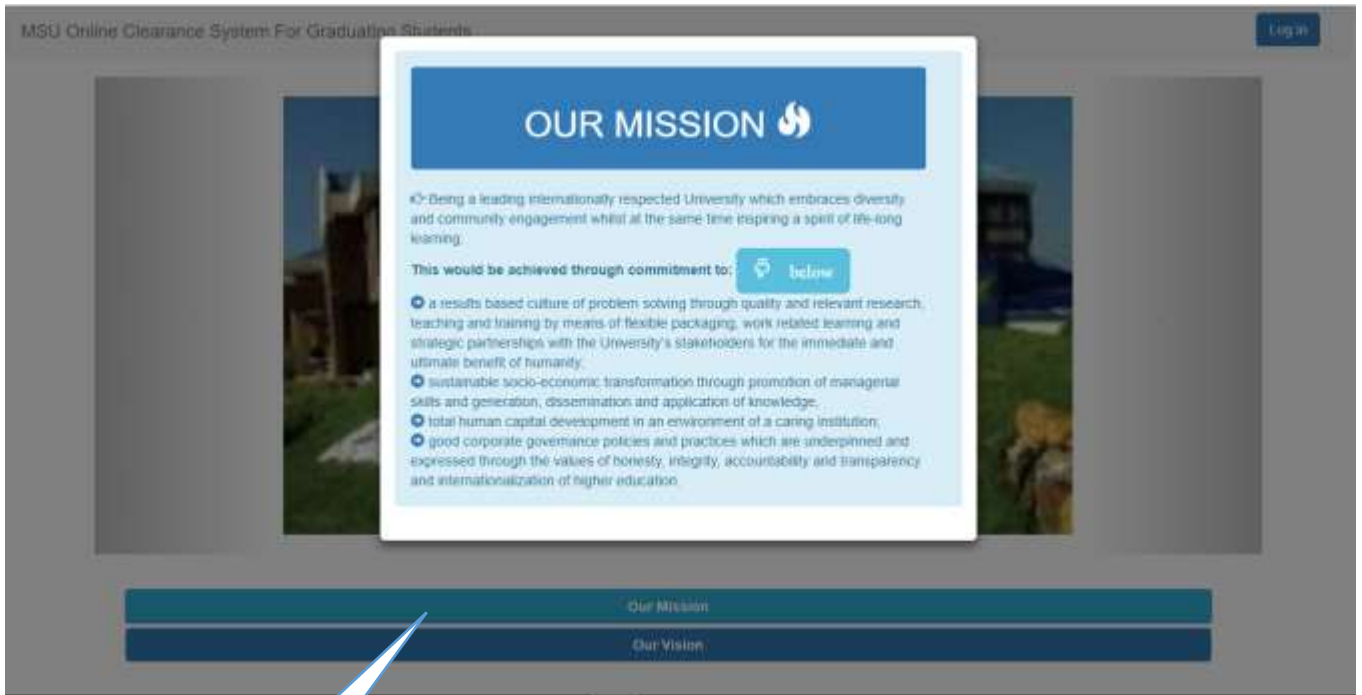 MSU Online Clearance System For Graduating Students
Log in
OUR MISSION
Being a leading internationally respected University which embraces diversity
and community engagement whilst at the same time inspiring a spirit of life-long
learning;
This would be achieved through commitment to:
below
a results based culture of problem solving through quality and relevant research,
teaching and training by means of flexible packaging, work related learning and
strategic partnerships with the University's stakeholders for the immediate and
ultimate benefit of humanity;
sustainable socio-economic transformation through promotion of managerial
skills and generation, dissemination and application of knowledge;
total human capital development in an environment of a caring institution;
good corporate governance policies and practices which are underpinned and
expressed through the values of honesty, integrity, accountability and transparency
and internationalization of higher education
Our Mission
Our Vision